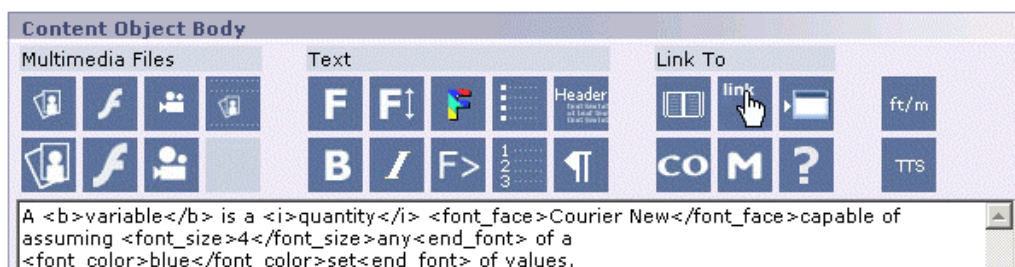 Content Object Body
Multimedia Files Text Link To
F F F Header link ft/m
B I F> 1 2 3 ¶ CO M ? TTS
A <b>variable</b> is a <i>quantity</i> <font_face>Courier New</font_face>capable of
assuming <font_size>4</font_size>any<end_font> of a
<font_color>blue</font_color>set<end_font> of values.